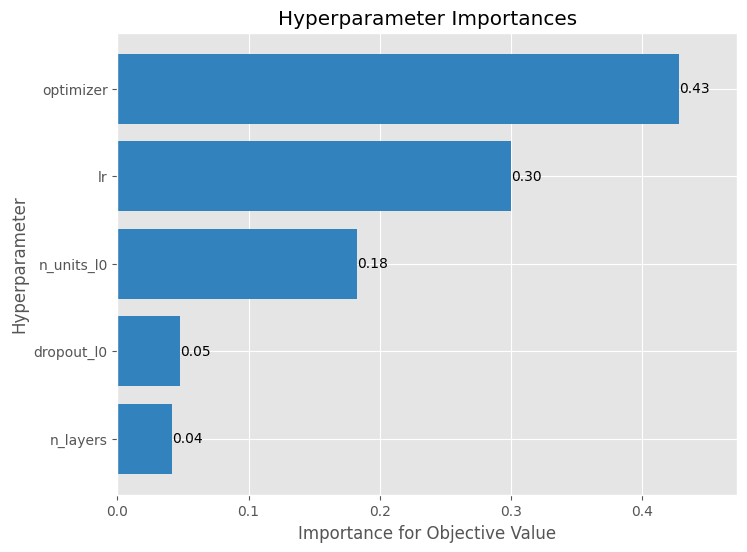 Hyperparameter Importances
Hyperparameter
optimizer
0.43
lr
0.30
n_units_l0
0.18
dropout_l0
0.05
n_layers
0.04
0.0
0.1
0.2
0.3
0.4
Importance for Objective Value